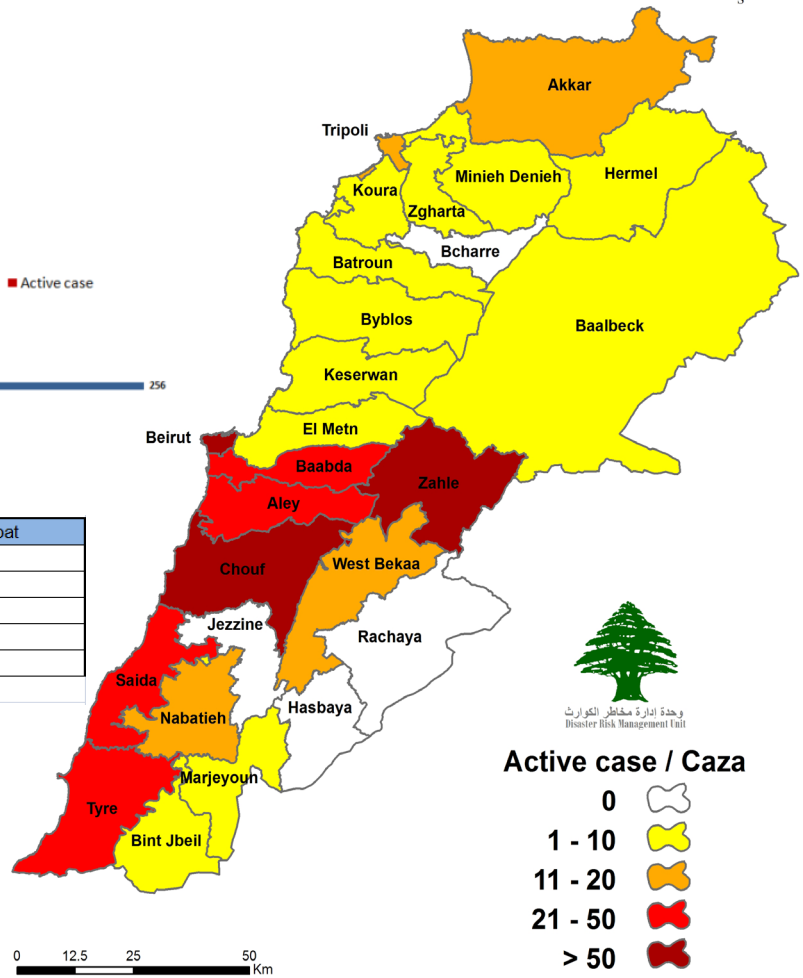 Akkar
Tripoli
Minieh Denieh
Hermel
Koura
Zgharta
Bcharre
Batroun
Active case
Byblos
Baalbeck
Keserwan
256
El Metn
Beirut
Baabda
Zahle
Aley
West Bekaa
Chouf
Jezzine
Rachaya
Saida
Hasbaya
Nabatieh
Marjeyoun
Tyre
Bint Jbeil
وحدة إدارة مخاطر الكوارث
Disaster Risk Management Unit
Active case / Caza
0
1 - 10
11 - 20
21 - 50
> 50
0 12.5 25 50
Km